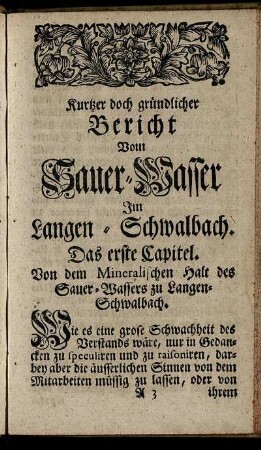 Kurtzer doch gründlicher
Bericht
Vom
Sauer-Wasser
Im
Langen-Schwalbach.
Das erste Capitel.
Von dem Mineralischen Halt des
Sauer-Wassers zu Langen-
Schwalbach.
Wie es eine grose Schwachheit des
Verstands wäre, nur in Gedan-
cken zu speculiren und zu raisoniren, dar-
bey aber die äusserlichen Sinnen von dem
Mitarbeiten müssig zu lassen, oder von
A 3 ihrem